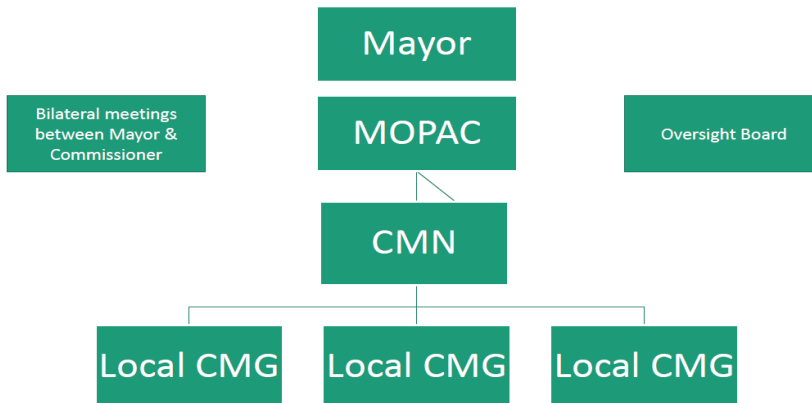 Mayor
Bilateral meetings
between Mayor &
Commissioner
MOPAC
Oversight Board
CMN
Local CMG
Local CMG
Local CMG